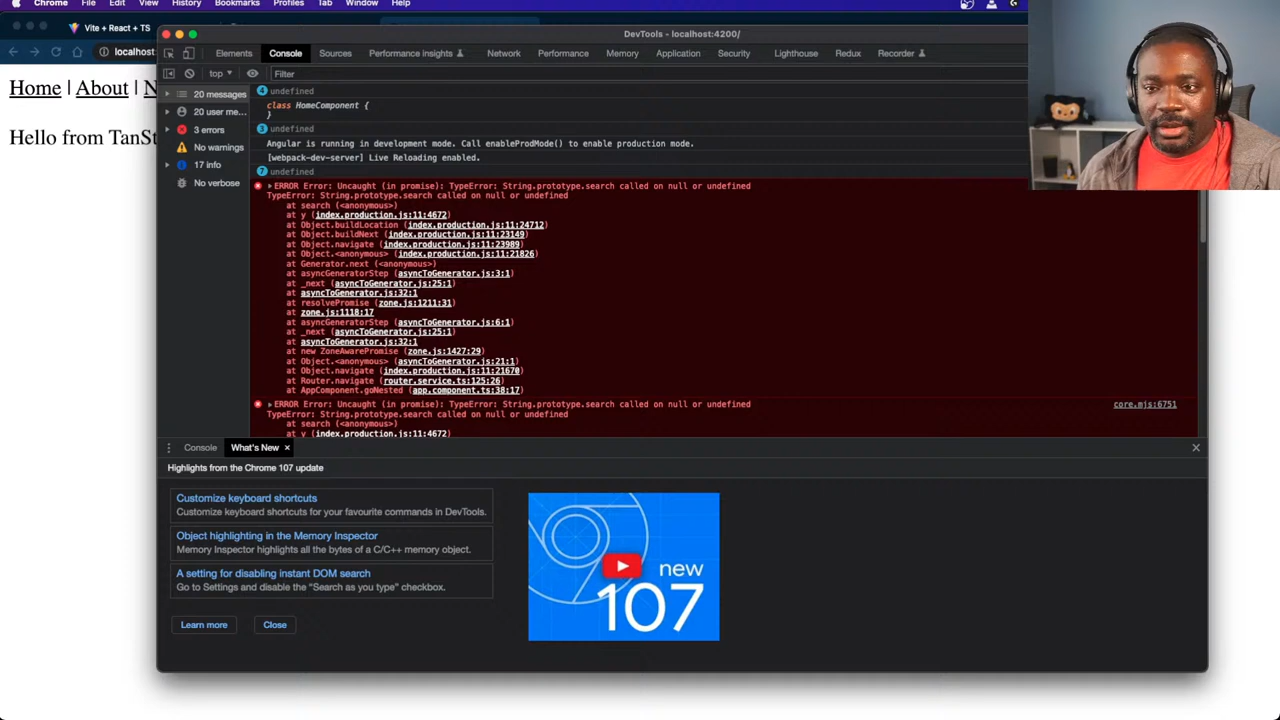 Chrome File Edit View History Bookmarks Profiles Tab Window Help
Vite + React + TS
DevTools - localhost:4200/
localhost:
Elements Console Sources Performance insights Network Performance Memory Application Security Lighthouse Redux Recorder
top Filter
Home | About | N
Hello from TanSt
20 messages
20 user me...
3 errors
No warnings
17 info
No verbose
4 undefined
class HomeComponent {
}
3 undefined
Angular is running in development mode. Call enableProdMode() to enable production mode.
[webpack-dev-server] Live Reloading enabled.
7 undefined
ERROR Error: Uncaught (in promise): TypeError: String.prototype.search called on null or undefined
TypeError: String.prototype.search called on null or undefined
at search (<anonymous>)
at y (index.production.js:11:4672)
at Object.buildLocation (index.production.js:11:24712)
at Object.buildNext (index.production.js:11:23149)
at Object.navigate (index.production.js:11:23989)
at Object.<anonymous> (index.production.js:11:21826)
at Generator.next (<anonymous>)
at asyncGeneratorStep (asyncToGenerator.js:3:1)
at _next (asyncToGenerator.js:25:1)
at asyncToGenerator.js:32:1
at resolvePromise (zone.js:1211:31)
at zone.js:1118:17
at asyncGeneratorStep (asyncToGenerator.js:6:1)
at _next (asyncToGenerator.js:25:1)
at asyncToGenerator.js:32:1
at new ZoneAwarePromise (zone.js:1427:29)
at Object.<anonymous> (asyncToGenerator.js:21:1)
at Object.navigate (index.production.js:11:21670)
at Router.navigate (router.service.ts:125:26)
at AppComponent.goNested (app.component.ts:38:17)
ERROR Error: Uncaught (in promise): TypeError: String.prototype.search called on null or undefined core.mjs:6751
TypeError: String.prototype.search called on null or undefined
at search (<anonymous>)
at y (index.production.js:11:4672)
Console What's New ×
Highlights from the Chrome 107 update
Customize keyboard shortcuts
Customize keyboard shortcuts for your favourite commands in DevTools.
Object highlighting in the Memory Inspector
Memory Inspector highlights all the bytes of a C/C++ memory object.
A setting for disabling instant DOM search
Go to Settings and disable the "Search as you type" checkbox.
Learn more Close
new
107